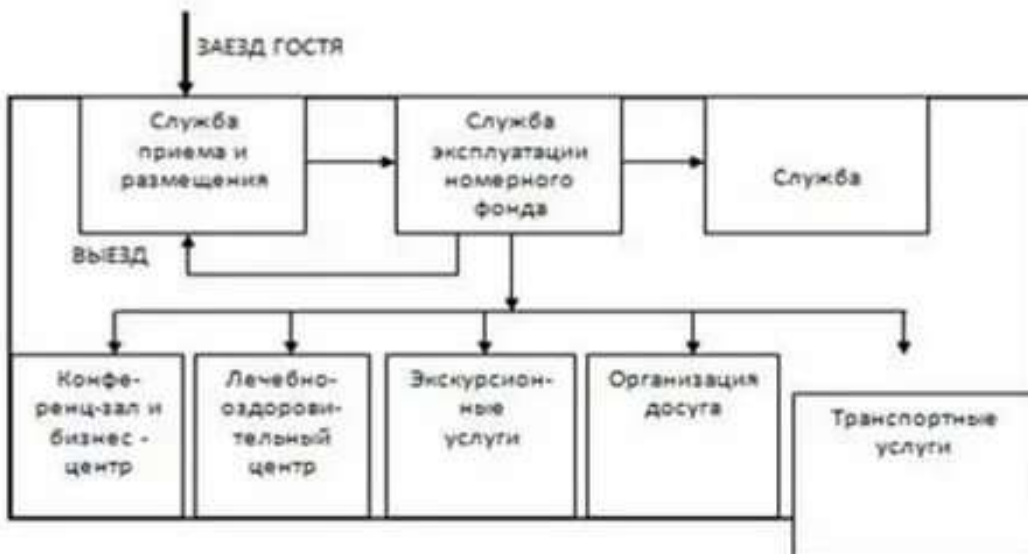 ЗАЕЗД ГОСТЯ
Служба
приема и
размещения
Служба
эксплуатации
номерного
фонда
Служба
ВЫЕЗД
Конфе-
ренц-зал и
бизнес -
центр
Лечебно-
оздорови-
тельный
центр
Экскурсион-
ные
услуги
Организация
досуга
Транспортные
услуги